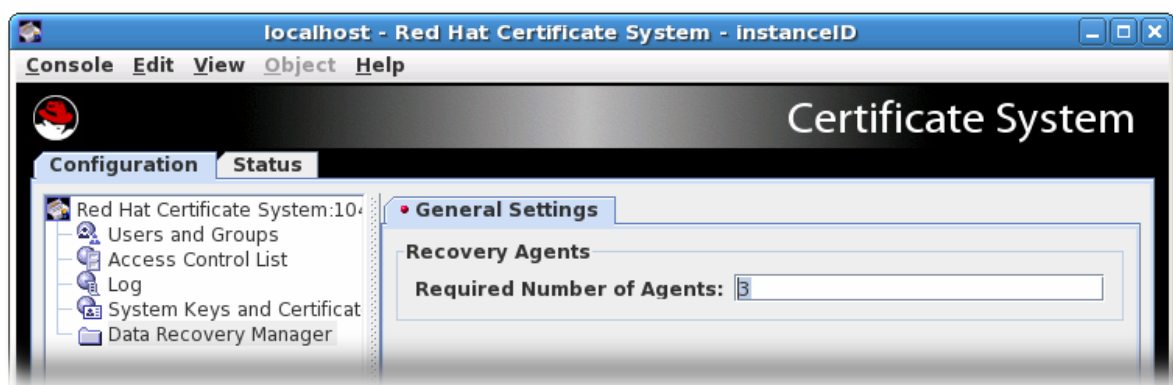 localhost - Red Hat Certificate System - instanceID
Console Edit View Object Help
Certificate System
Configuration Status
Red Hat Certificate System:104
Users and Groups
Access Control List
Log
System Keys and Certificat
Data Recovery Manager
General Settings
Recovery Agents
Required Number of Agents: 3